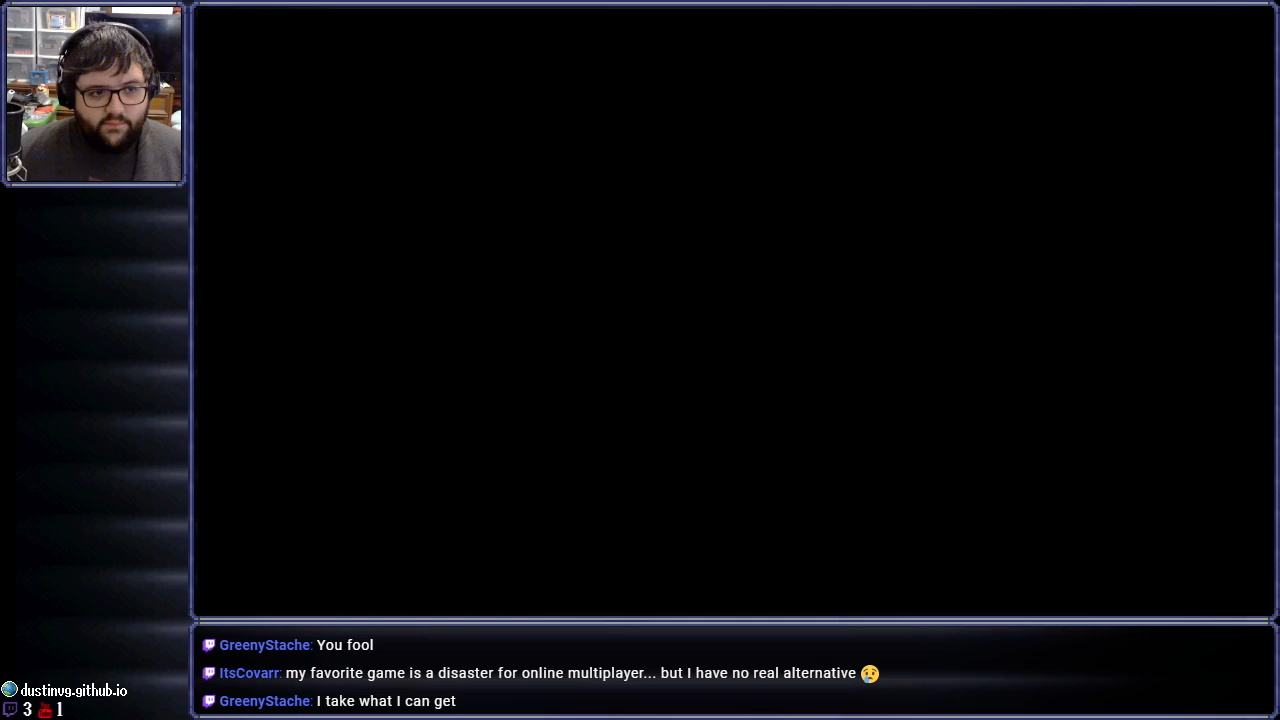 GreenyStache: You fool
ItsCovarr: my favorite game is a disaster for online multiplayer... but I have no real alternative 😢
GreenyStache: I take what I can get
dustinvg.github.io
3 1